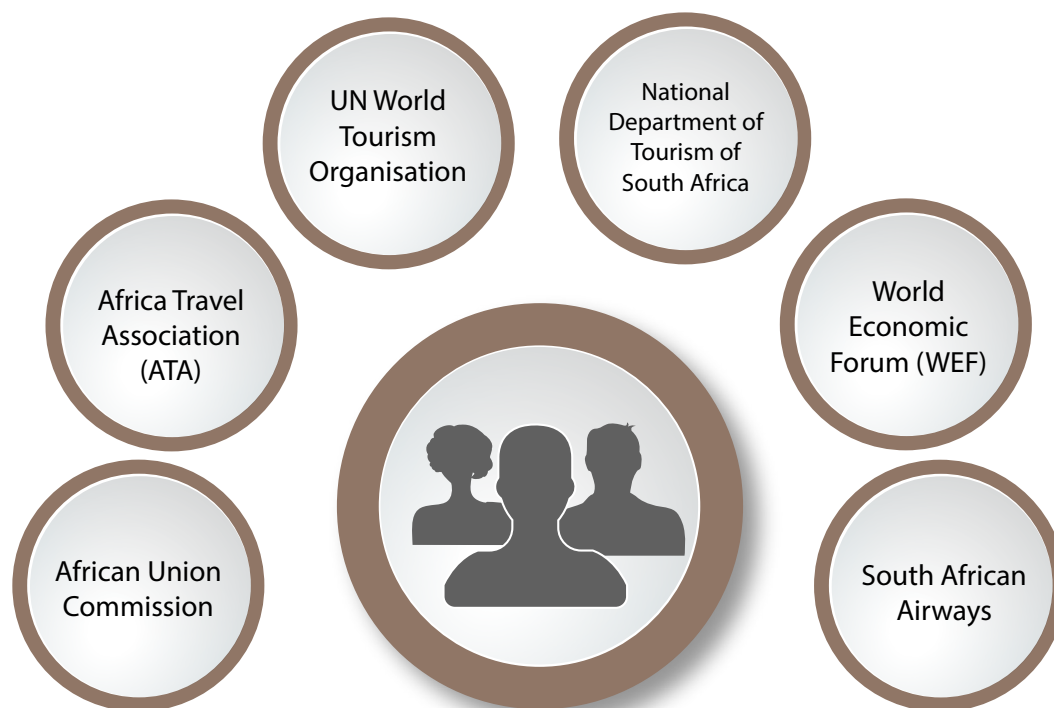 UN World
Tourism
Organisation
National
Department of
Tourism of
South Africa
Africa Travel
Association
(ATA)
World
Economic
Forum (WEF)
African Union
Commission
South African
Airways